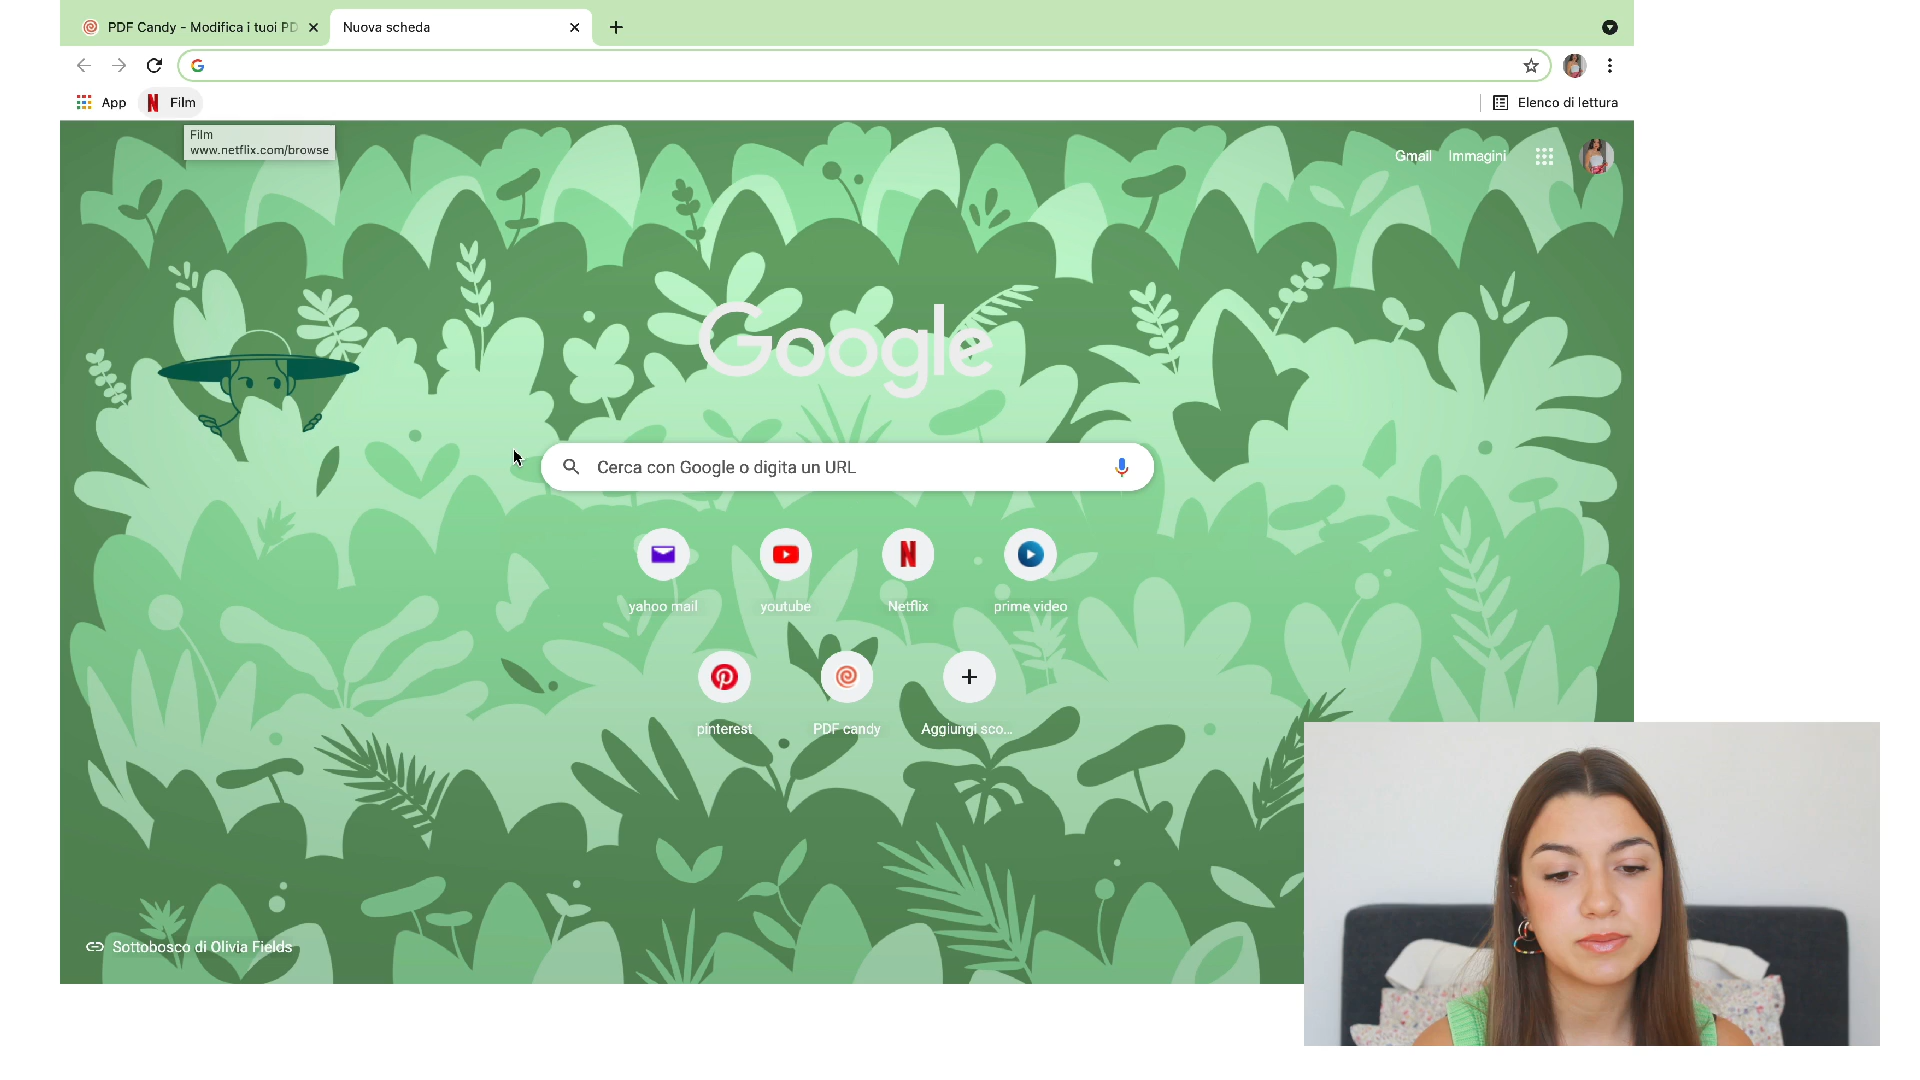 PDF Candy - Modifica i tuoi PD
Nuova scheda
App
Film
Elenco di lettura
Film
www.netflix.com/browse
Gmail
Immagini
Google
Cerca con Google o digita un URL
yahoo mail
youtube
Netflix
prime video
pinterest
PDF candy
Aggiungi sco...
Sottobosco di Olivia Fields